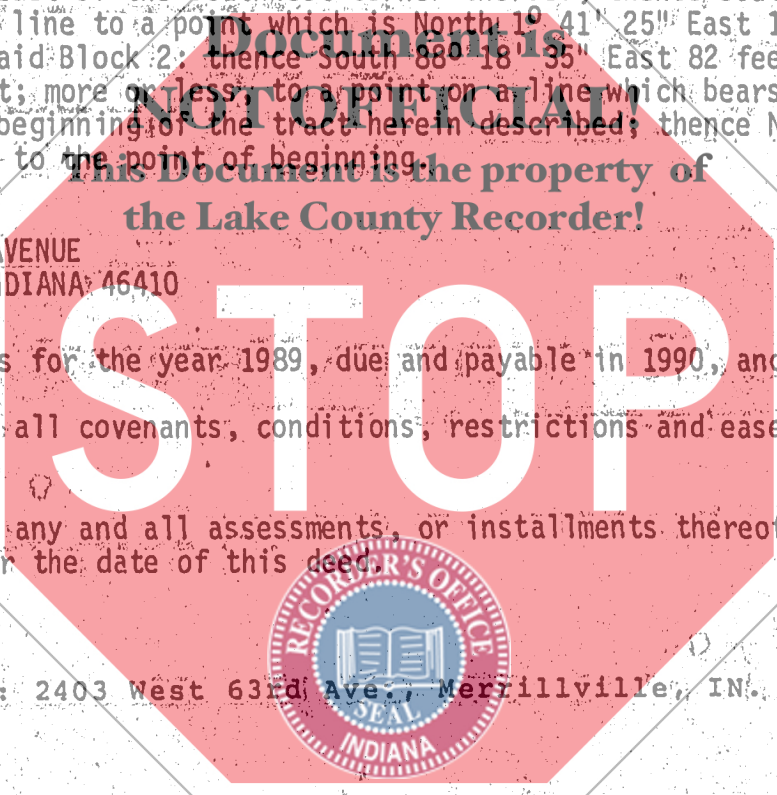 line to a point which is North 1° 41' 25" East
aid Block 2, thence South 88° 18' 35" East 82 fee
t; more or less, to a point on a line which bears
beginning of the tract herein described; thence N
to the point of beginning.
Document is
NOT OFFICIAL!
This Document is the property of
the Lake County Recorder!
VENUE
DIANA 46410
STOP
s for the year 1989, due and payable in 1990, and
all covenants, conditions, restrictions and ease
any and all assessments, or installments thereof
r the date of this deed.
RECORDER'S OFFICE
SEAL
INDIANA
: 2403 West 63rd Ave., Merrillville, IN.